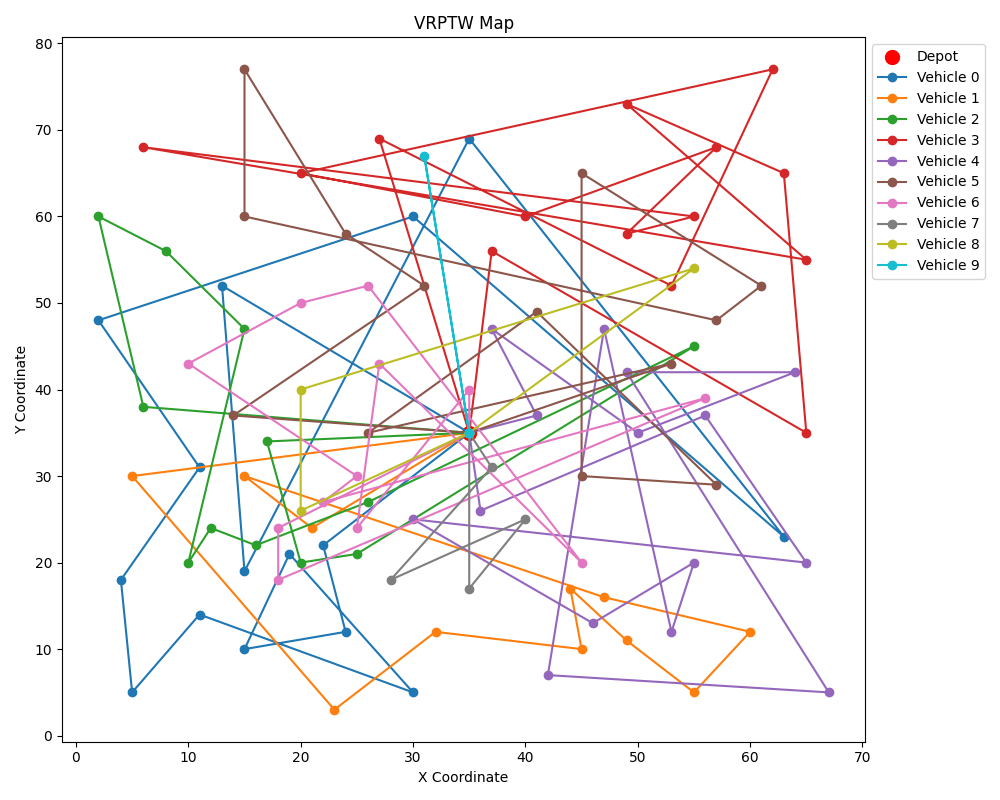 VRPTW Map
Depot
Vehicle 0
Vehicle 1
Vehicle 2
Vehicle 3
Vehicle 4
Vehicle 5
Vehicle 6
Vehicle 7
Vehicle 8
Vehicle 9
Y Coordinate
80
70
60
50
40
30
20
10
0
0 10 20 30 40 50 60 70
X Coordinate